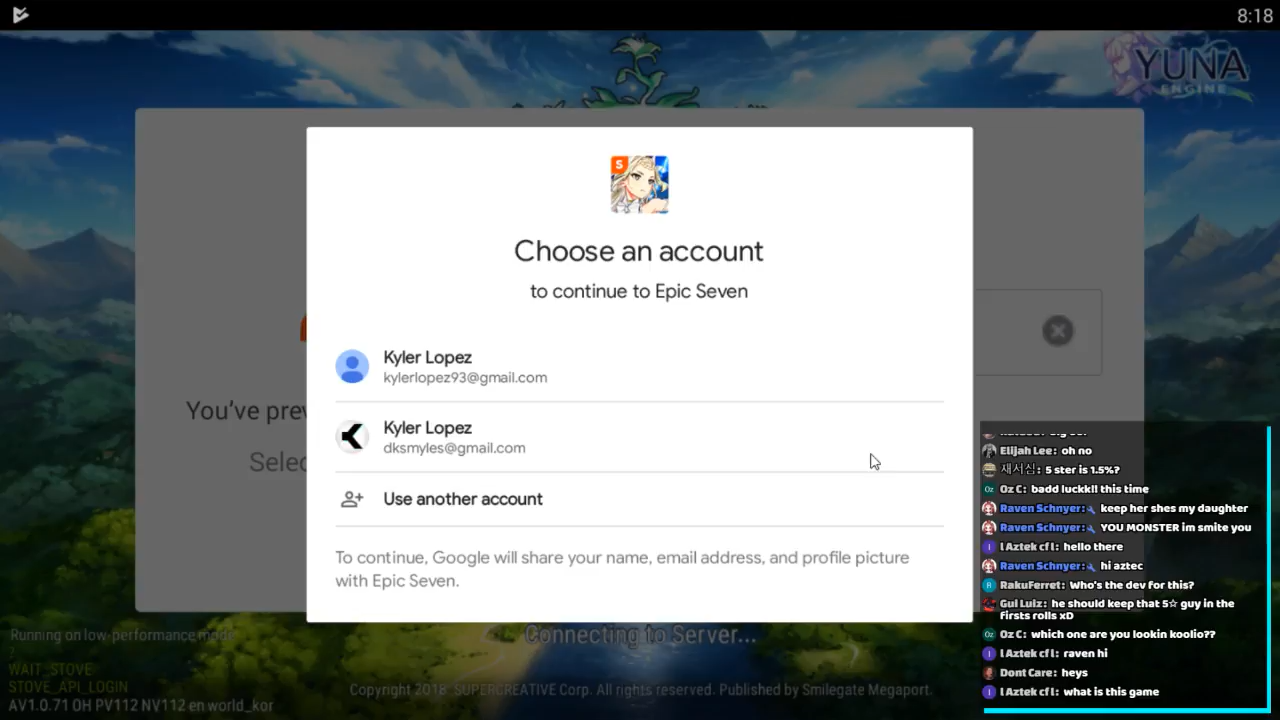 8:18
YUNA
ENGINE
S
Choose an account
to continue to Epic Seven
Kyler Lopez
kylerlopez93@gmail.com
Kyler Lopez
dksmyles@gmail.com
Use another account
To continue, Google will share your name, email address, and profile picture
with Epic Seven.
You've prev
Selec
Connecting to Server...
Running on low-performance mode
2
WAIT_STOVE
STOVE_API_LOGIN
AV1.0.71 OH PV112 NV112 en world_kor
Copyright 2018. SUPERCREATIVE Corp. All rights reserved. Published by Smilegate Megaport.
Elijah Lee: oh no
재서심: 5 ster is 1.5%?
Oz C: badd luckk!! this time
Raven Schnyer: keep her shes my daughter
Raven Schnyer: YOU MONSTER im smite you
l Aztek cf l: hello there
Raven Schnyer: hi aztec
RakuFerret: Who's the dev for this?
Gui Luiz: he should keep that 5☆ guy in the
firsts rolls xD
Oz C: which one are you lookin koolio??
l Aztek cf l: raven hi
Dont Care: heys
l Aztek cf l: what is this game